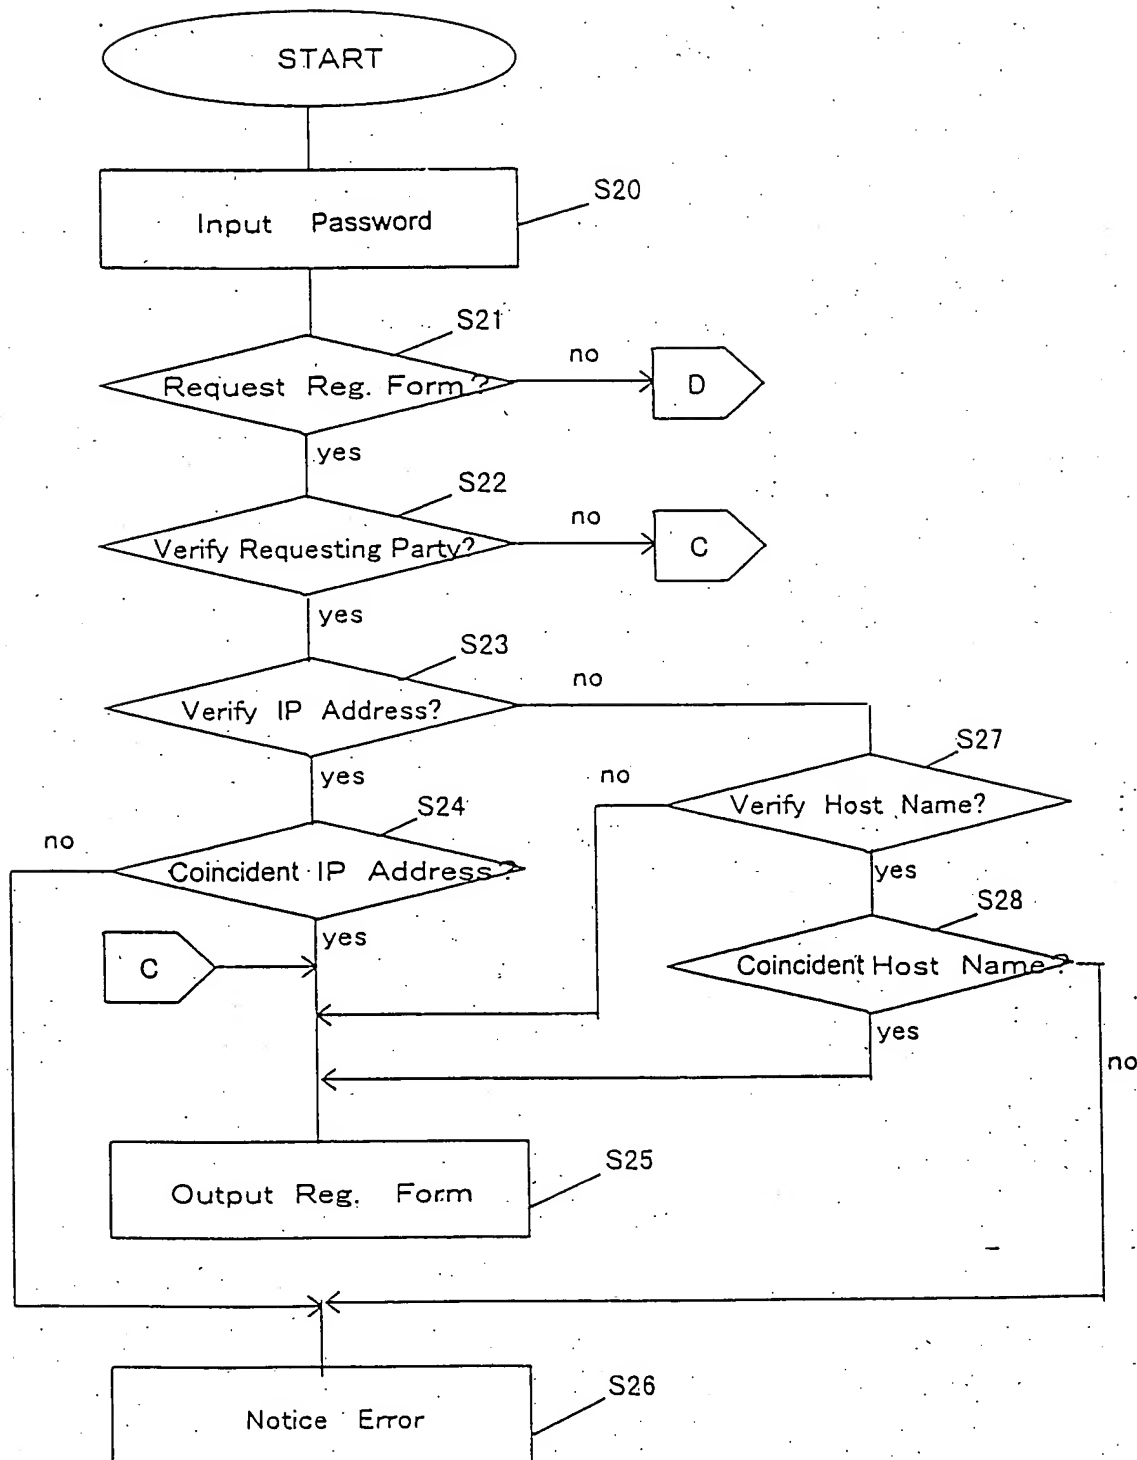 START
Input Password
S20
S21
Request Reg. Form?
no
D
yes
S22
Verify Requesting Party?
no
C
yes
S23
Verify IP Address?
no
yes
S27
Verify Host Name?
no
yes
S24
Coincident IP Address?
no
yes
S28
Coincident Host Name?
no
yes
C
Output Reg. Form
S25
Notice Error
S26